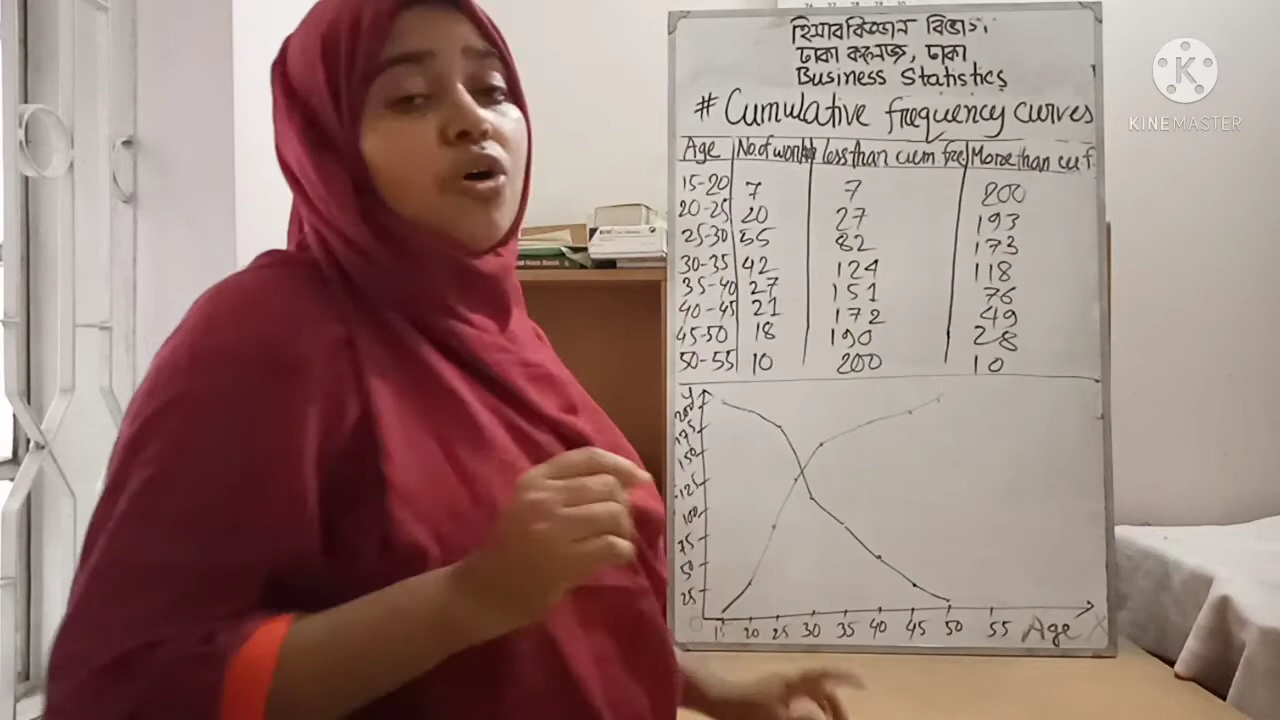 হিসাববিজ্ঞান বিভাগ,
ঢাকা কলেজ, ঢাকা
Business Statistics
# Cumulative frequency curves
Age No. of work less than cum fre More than cu f.
15-20 7 7 200
20-25 20 27 193
25-30 55 82 173
30-35 42 124 118
35-40 27 151 76
40-45 21 172 49
45-50 18 190 28
50-55 10 200 10
y
200
175
150
125
100
75
50
25
0
15 20 25 30 35 40 45 50 55 Age X
K
KINEMASTER